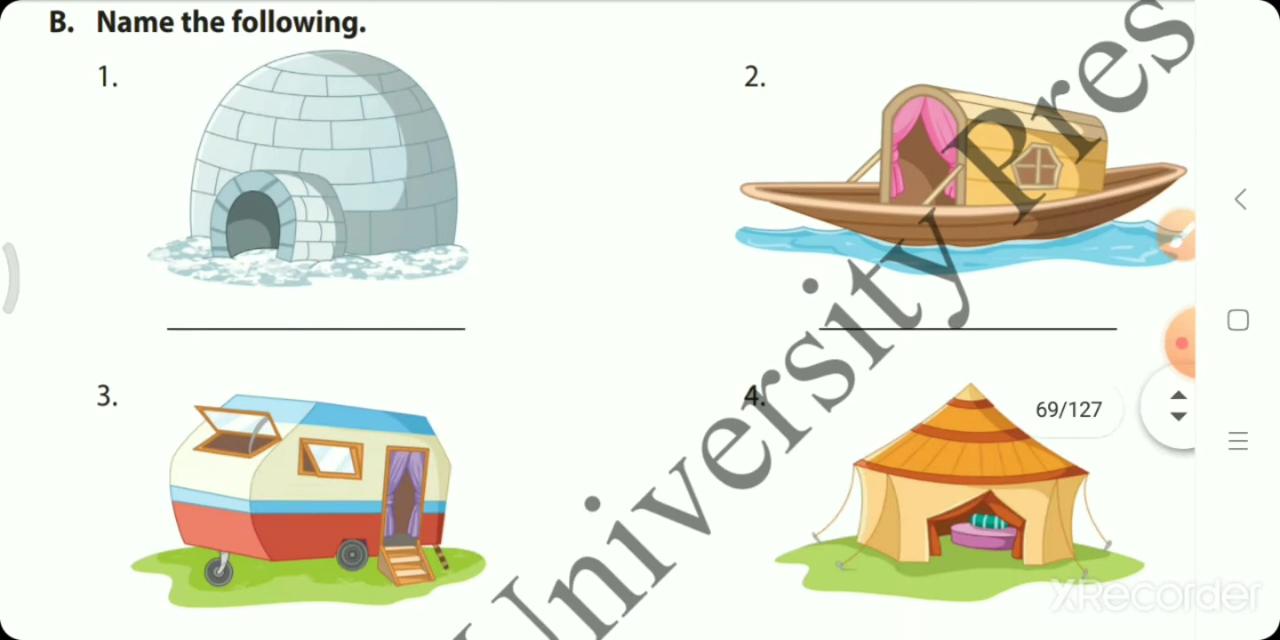 B. Name the following.
1.
2.
3.
4.
69/127
University Pres
XRecorder